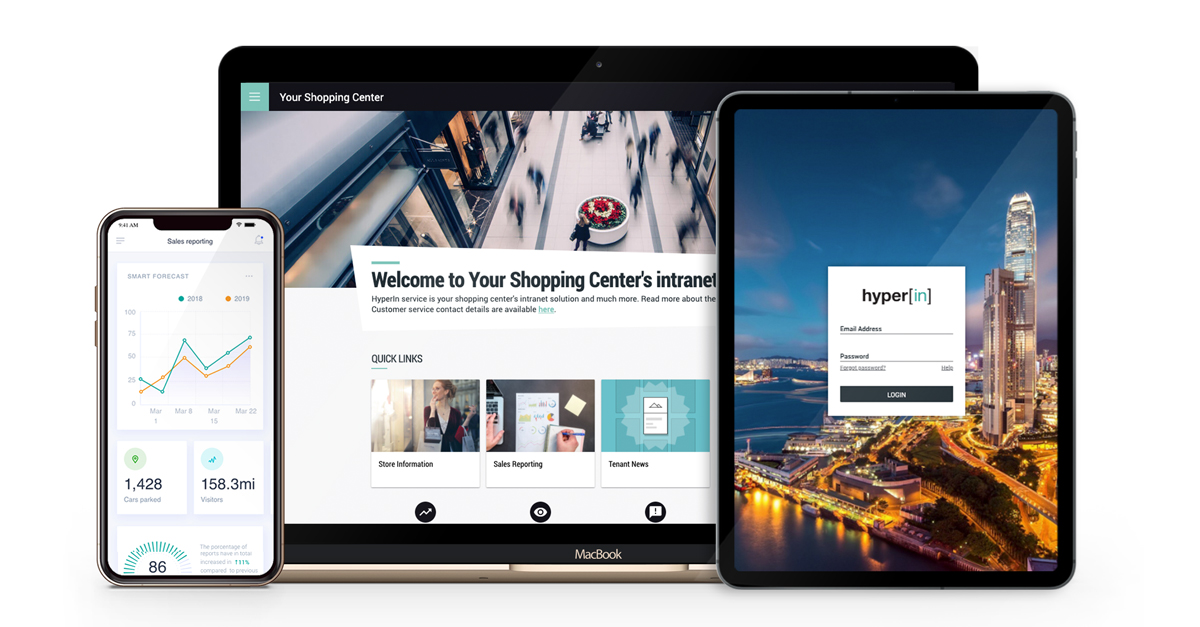 Your Shopping Center
Welcome to Your Shopping Center's intranet
HyperIn service is your shopping center's intranet solution and much more. Read more about the
Customer service contact details are available here.
QUICK LINKS
Store Information
Sales Reporting
Tenant News
MacBook
9:41 AM
Sales reporting
SMART FORECAST
2018
2019
100
75
50
25
0
Mar 1
Mar 8
Mar 15
Mar 22
1,428
Cars parked
158.3mi
Visitors
86
The percentage of
reports have in total
increased in ↑11%
compared to previous
hyper[in]
Email Address
Password
Forgot password?
Help
LOGIN